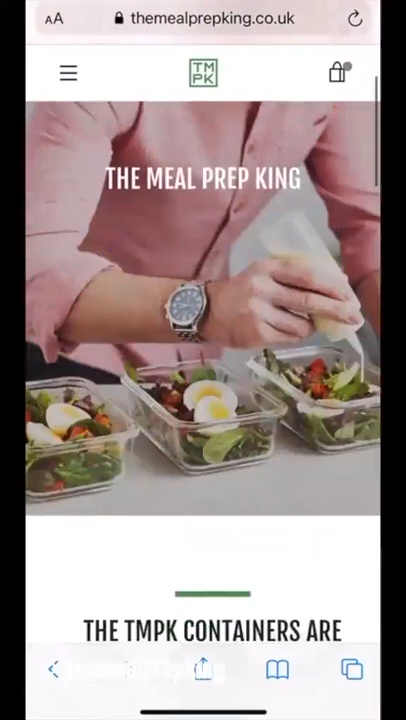 AA themealprepking.co.uk
TM
PK
THE MEAL PREP KING
THE TMPK CONTAINERS ARE